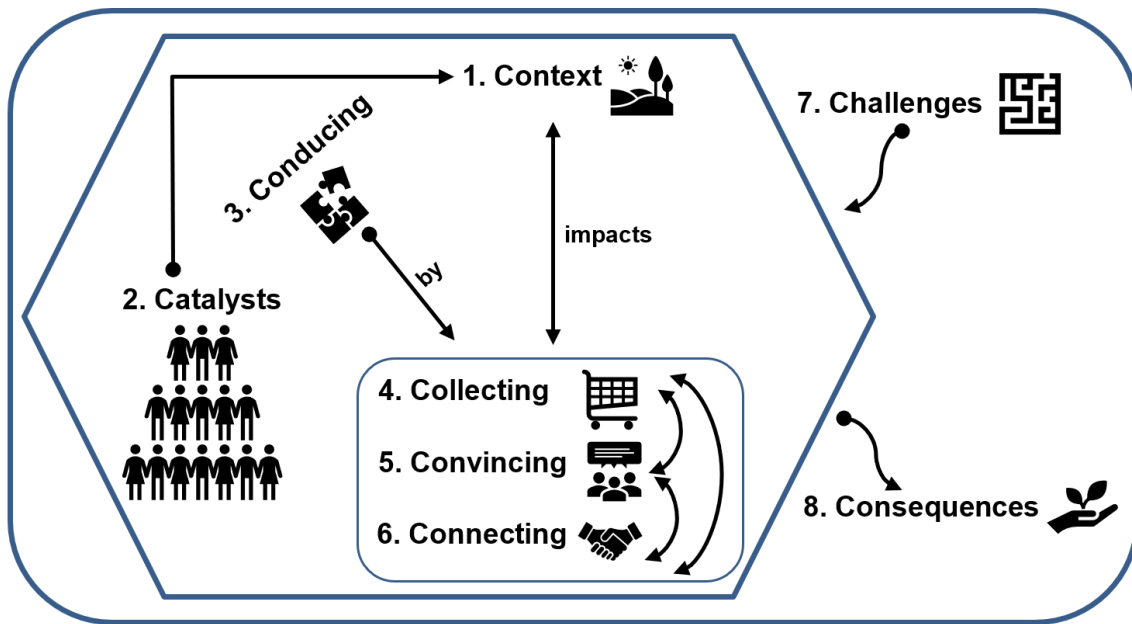 1. Context
7. Challenges
3. Conducing
impacts
by
2. Catalysts
4. Collecting
5. Convincing
6. Connecting
8. Consequences